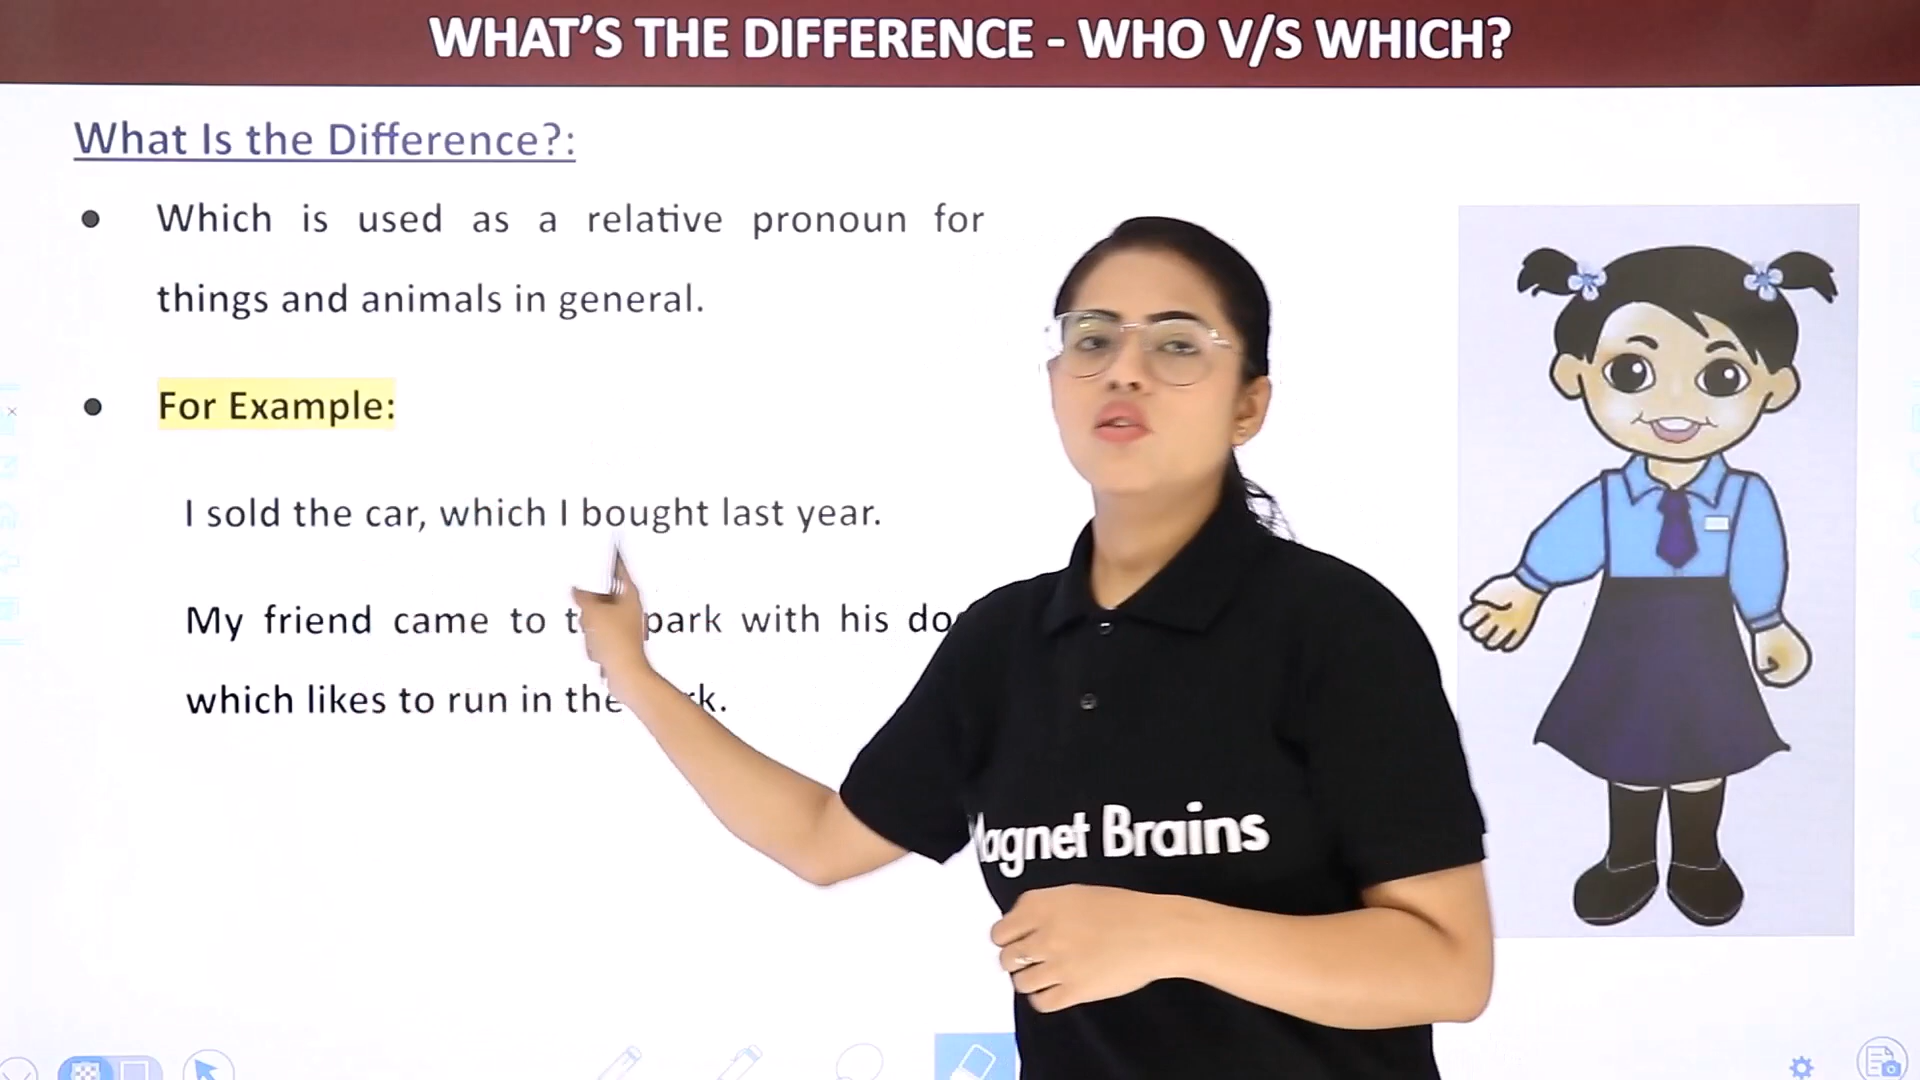 WHAT’S THE DIFFERENCE - WHO V/S WHICH?
What Is the Difference?:
● Which is used as a relative pronoun for
things and animals in general.
● For Example:
I sold the car, which I bought last year.
My friend came to park with his
which likes to run in the
Magnet Brains